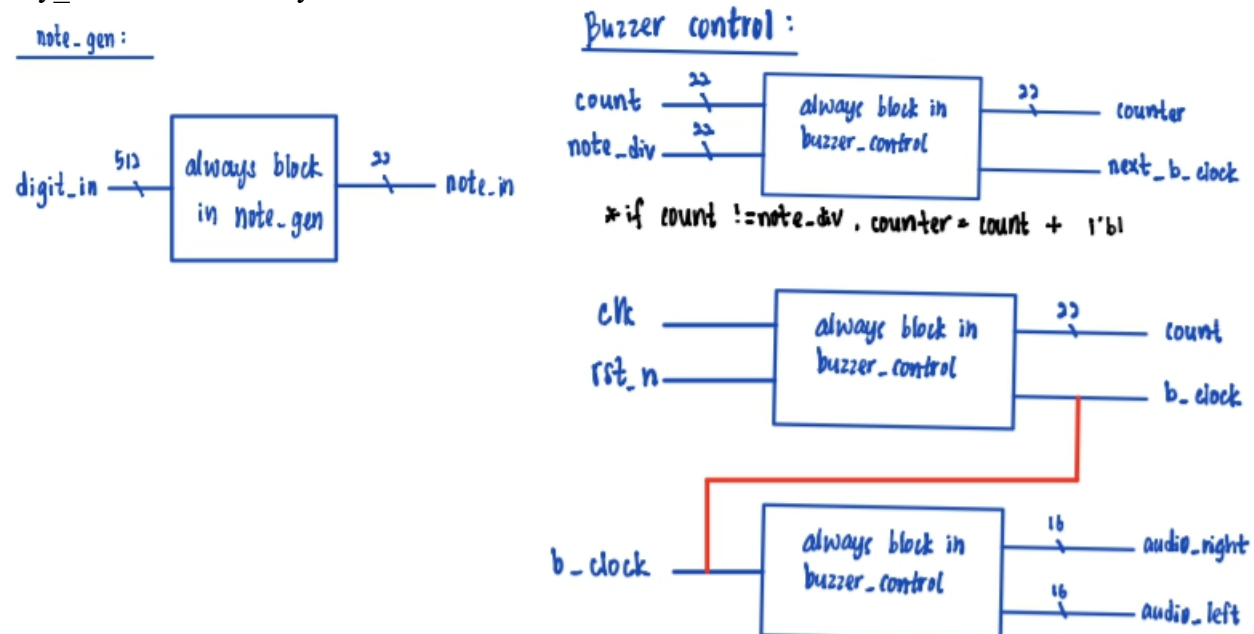 note_gen :
digit_in
512
always block
in note_gen
22
note_in
Buzzer control :
count
22
note_div
22
always block in
buzzer_control
22
counter
next_b_clock
*if count !=note_div , counter = count + 1'b1
clk
rst_n
always block in
buzzer_control
22
count
b_clock
b_clock
always block in
buzzer_control
16
audio_right
16
audio_left